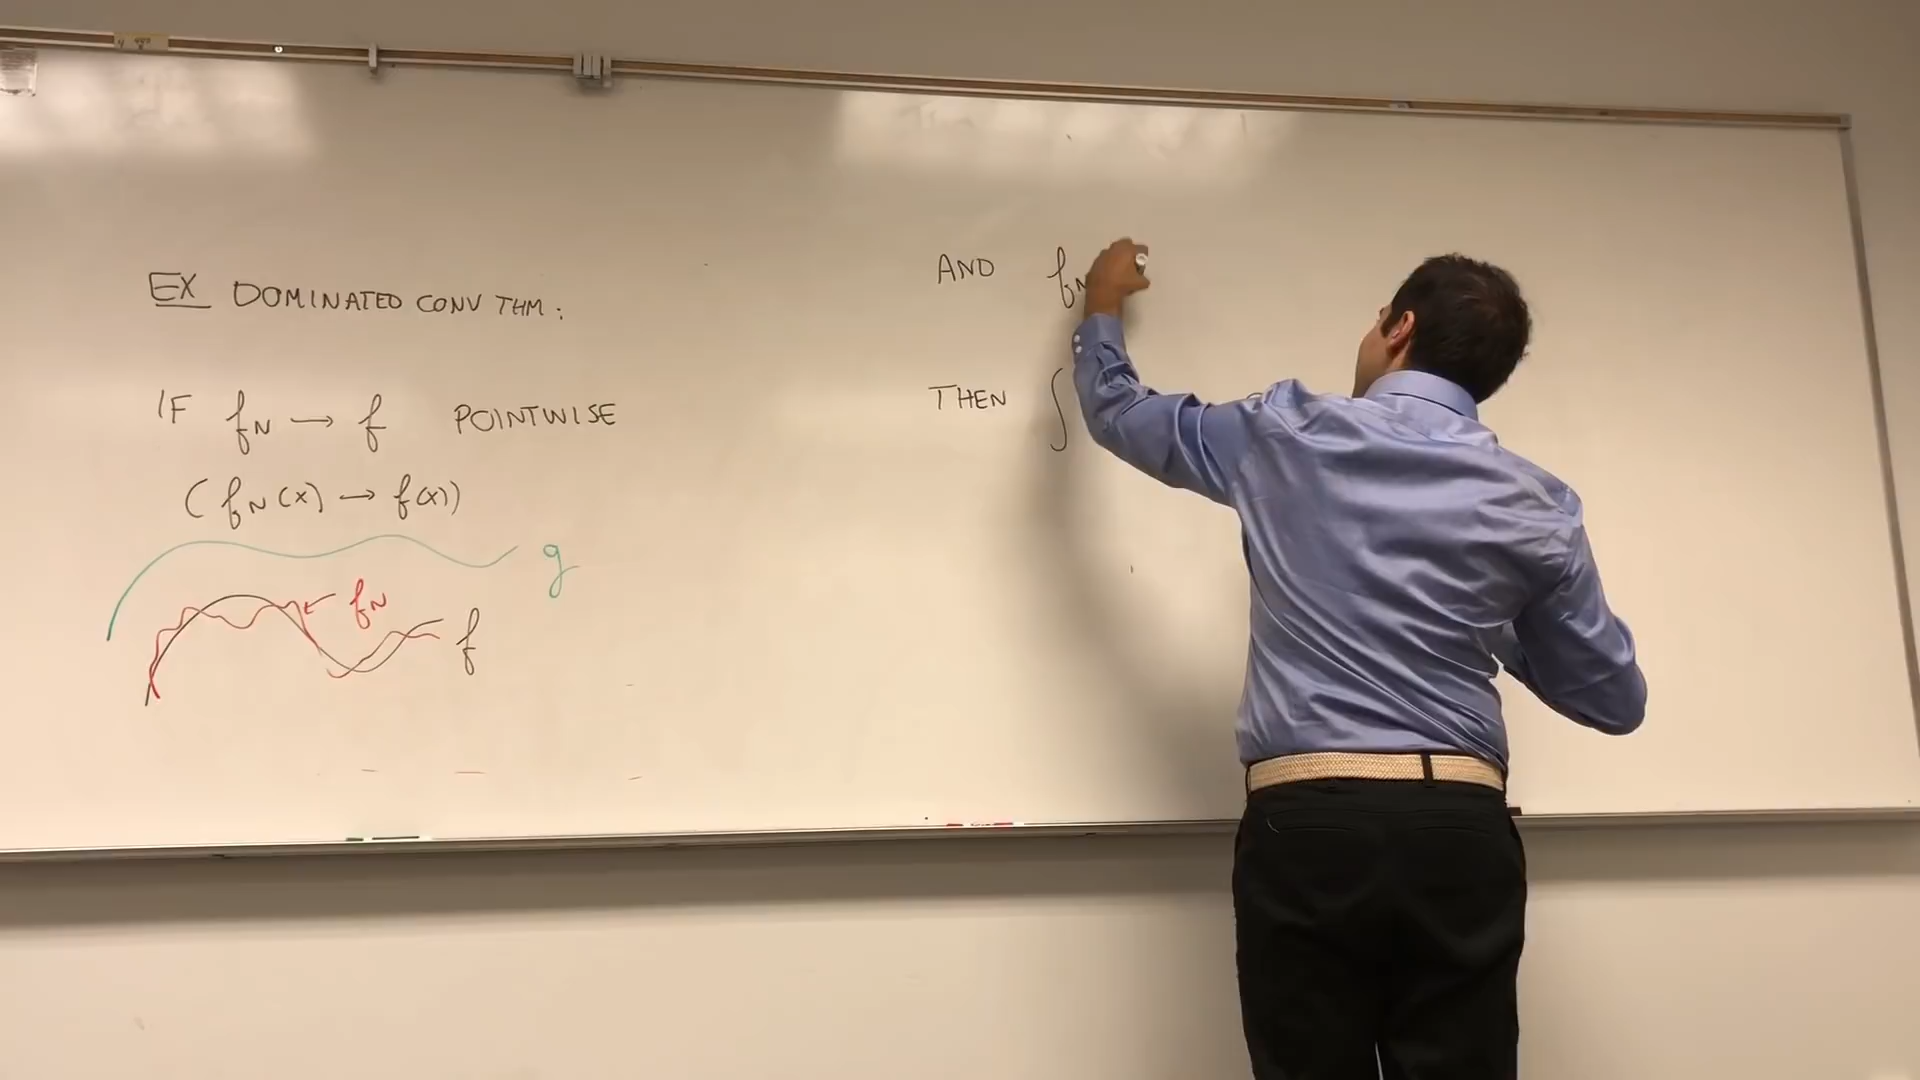 EX DOMINATED CONV THM:
IF fN → f POINTWISE
(fN(x) → f(x))
g
fN
f
AND fN
THEN ∫